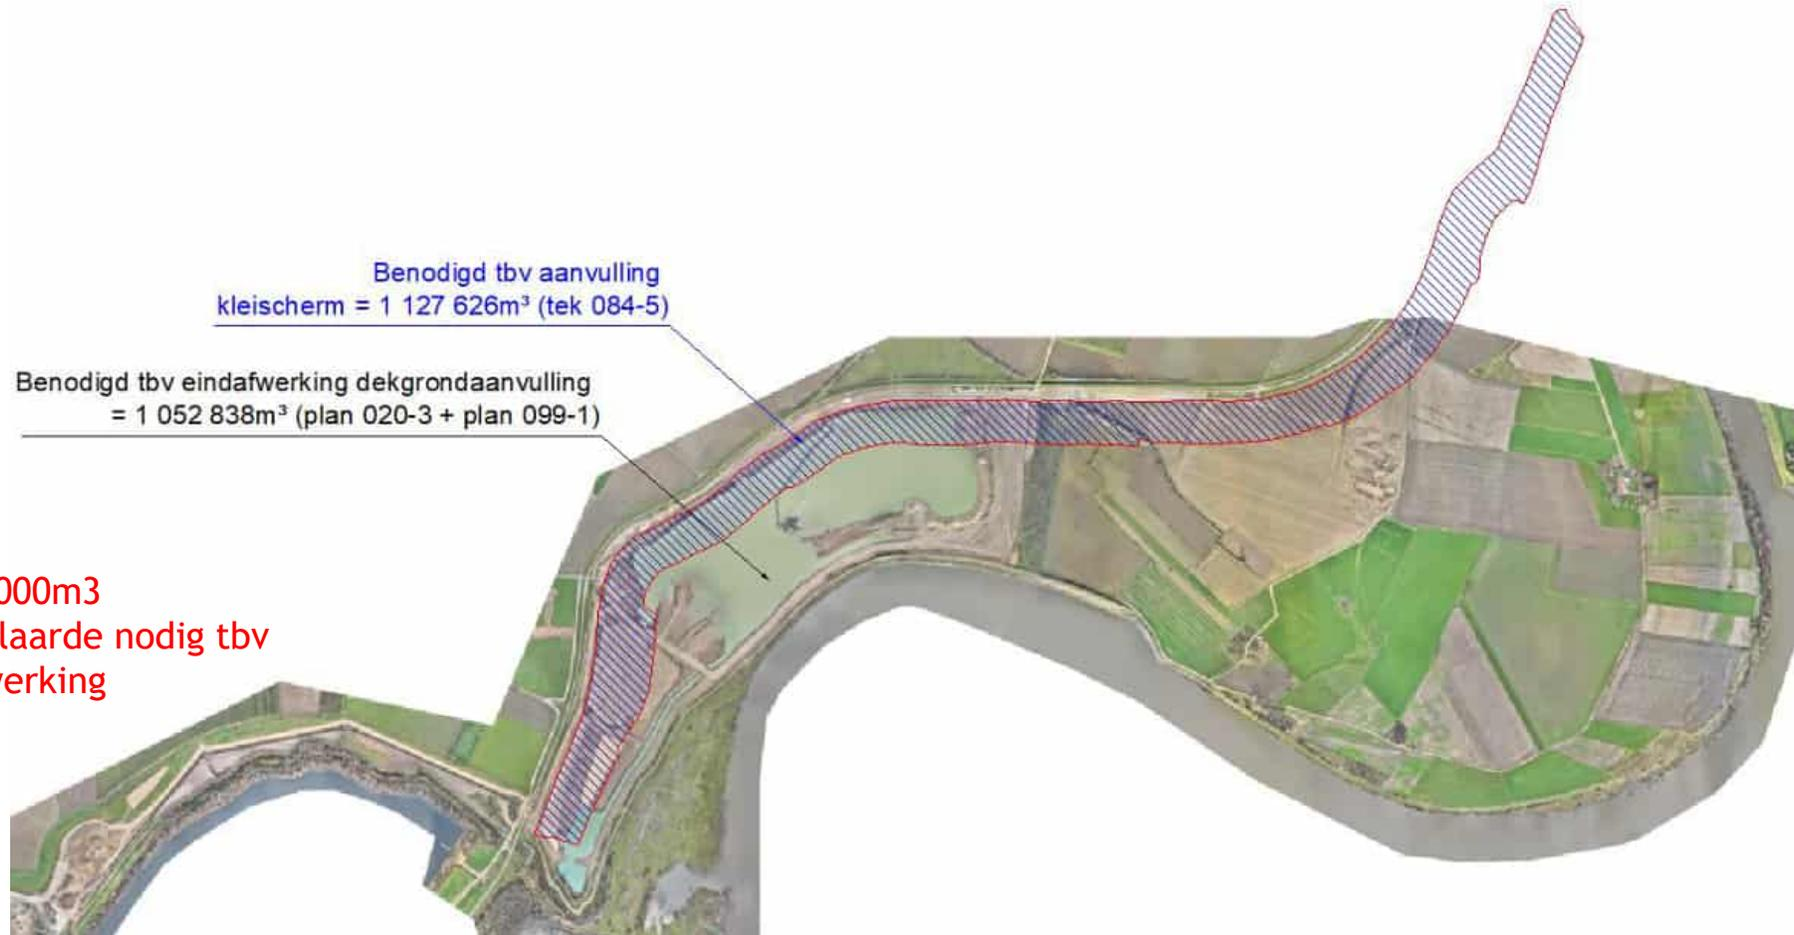 Benodigd tbv aanvulling
kleischerm = 1 127 626m³ (tek 084-5)
Benodigd tbv eindafwerking dekgrondaanvulling
= 1 052 838m³ (plan 020-3 + plan 099-1)
000m3
laarde nodig tbv
werking